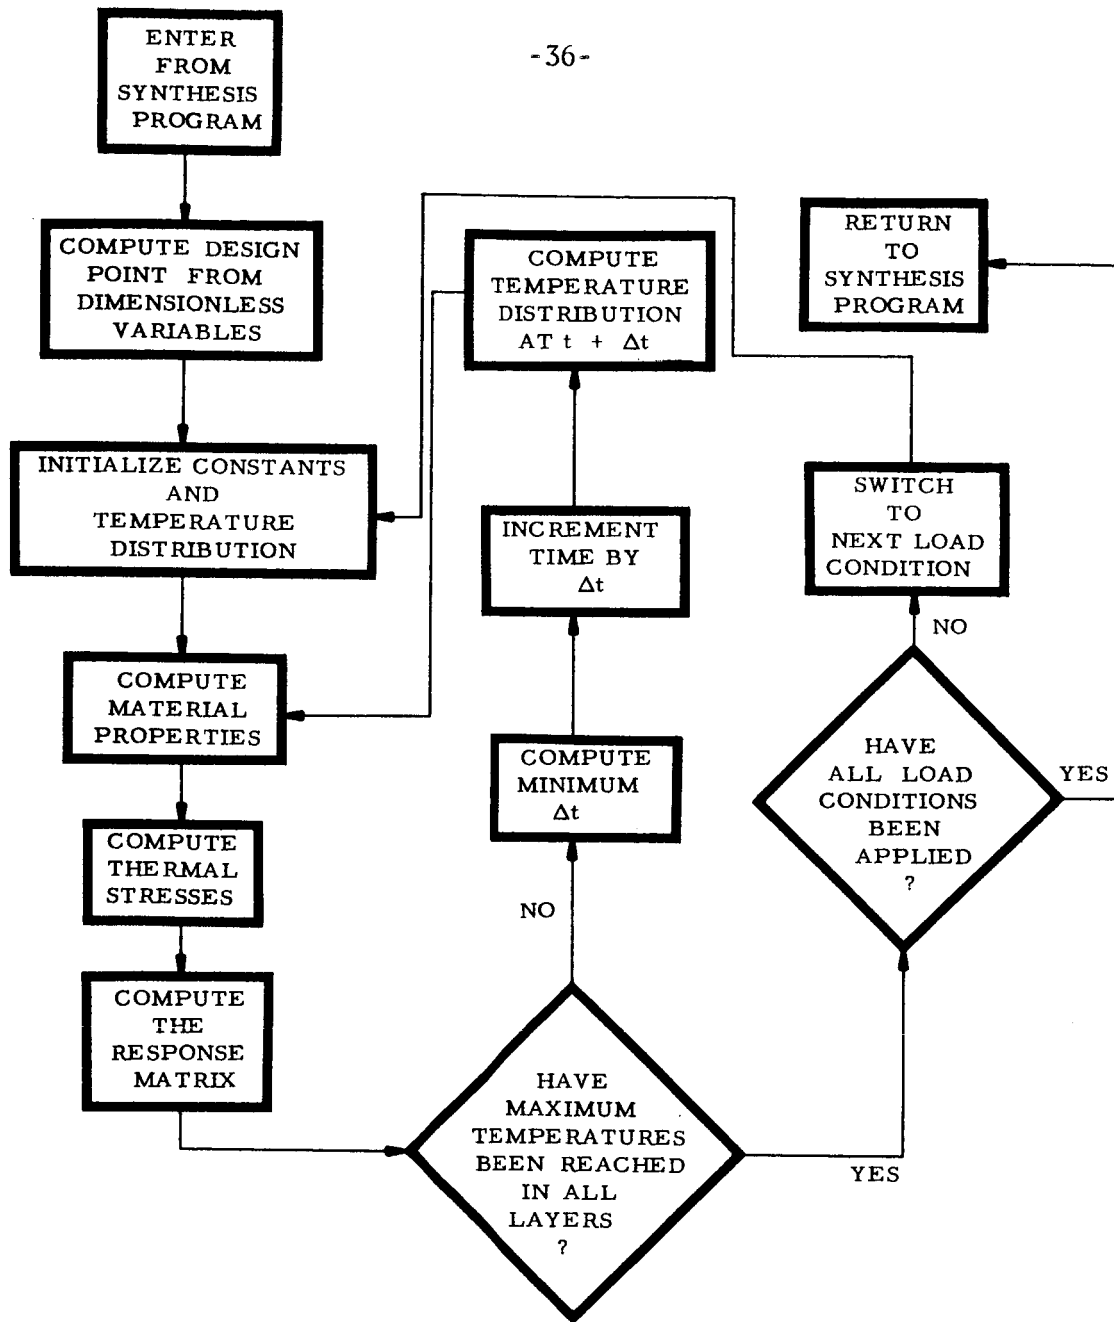 -36-
ENTER
FROM
SYNTHESIS
PROGRAM
COMPUTE DESIGN
POINT FROM
DIMENSIONLESS
VARIABLES
INITIALIZE CONSTANTS
AND
TEMPERATURE
DISTRIBUTION
COMPUTE
MATERIAL
PROPERTIES
COMPUTE
THERMAL
STRESSES
COMPUTE
THE
RESPONSE
MATRIX
HAVE
MAXIMUM
TEMPERATURES
BEEN REACHED
IN ALL
LAYERS
?
NO
COMPUTE
MINIMUM
Δt
INCREMENT
TIME BY
Δt
COMPUTE
TEMPERATURE
DISTRIBUTION
AT t + Δt
YES
HAVE
ALL LOAD
CONDITIONS
BEEN
APPLIED
?
NO
SWITCH
TO
NEXT LOAD
CONDITION
YES
RETURN
TO
SYNTHESIS
PROGRAM